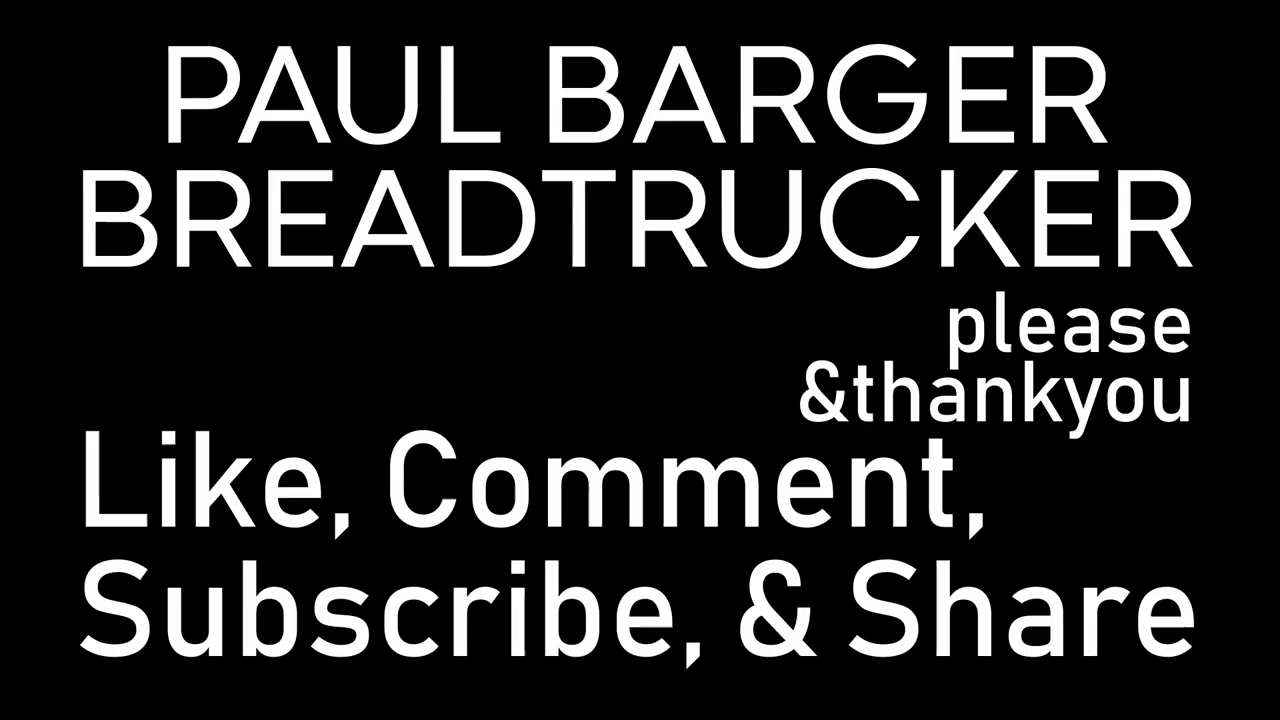 PAUL BARGER
BREADTRUCKER
please
&thankyou
Like, Comment,
Subscribe, & Share